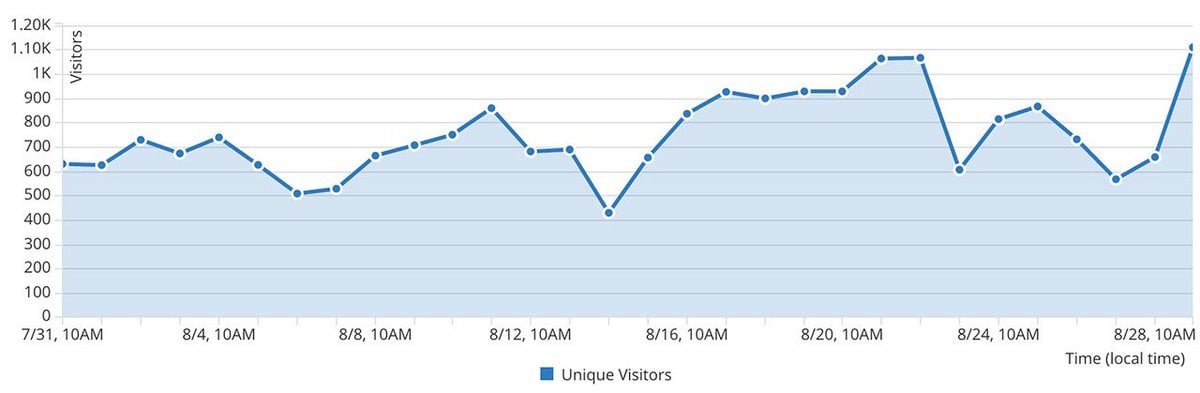 1.20K
1.10K
1K
900
800
700
600
500
400
300
200
100
0
Visitors
7/31, 10AM 8/4, 10AM 8/8, 10AM 8/12, 10AM 8/16, 10AM 8/20, 10AM 8/24, 10AM 8/28, 10AM
Time (local time)
Unique Visitors